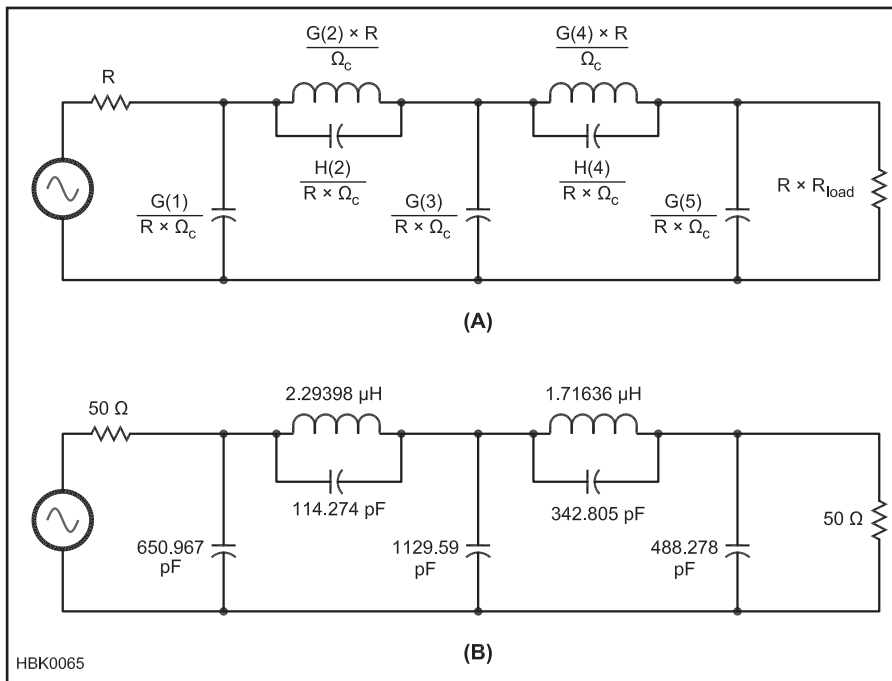 G(2) × R
Ωc
G(4) × R
Ωc
R
H(2)
R × Ωc
H(4)
R × Ωc
G(1)
R × Ωc
G(3)
R × Ωc
G(5)
R × Ωc
R × Rload
(A)
2.29398 µH
1.71636 µH
50 Ω
114.274 pF
342.805 pF
50 Ω
650.967
pF
1129.59
pF
488.278
pF
(B)
HBK0065